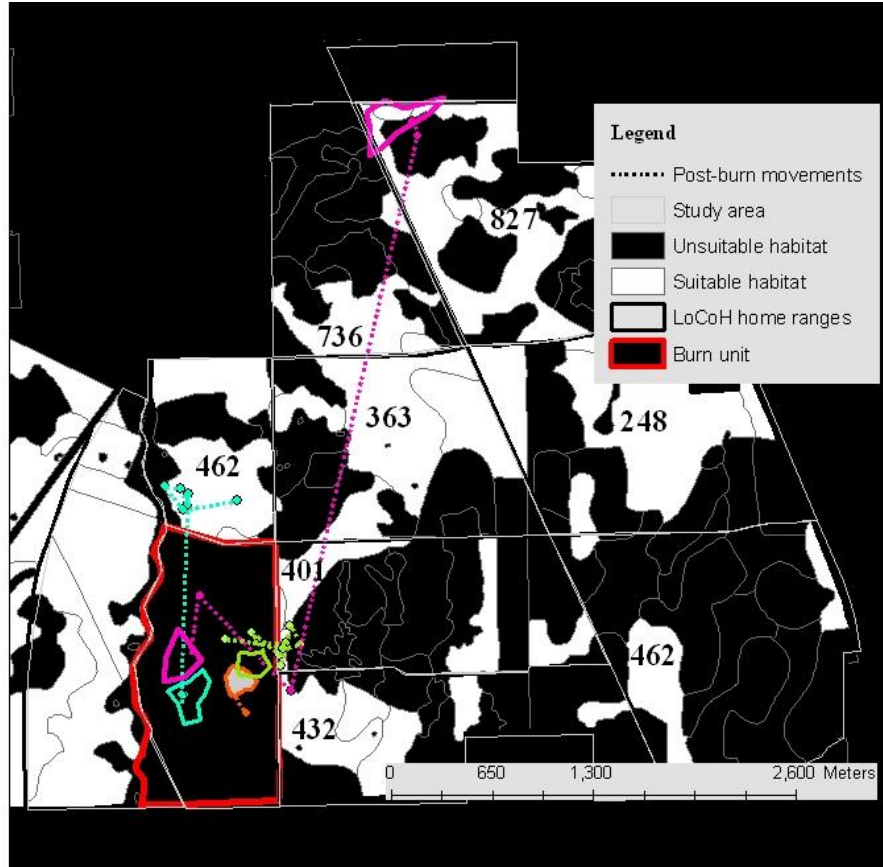 827
736
363
248
462
401
462
432
Legend
Post-burn movements
Study area
Unsuitable habitat
Suitable habitat
LoCoH home ranges
Burn unit
0 650 1,300 2,600 Meters